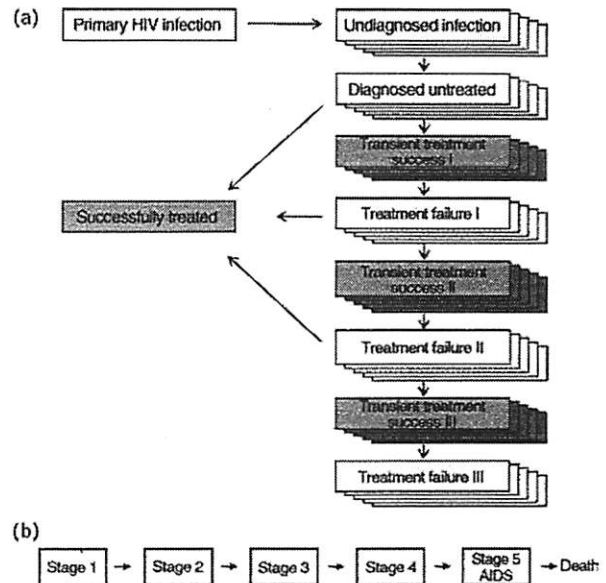 (a)
Primary HIV infection
Undiagnosed infection
Diagnosed untreated
Transient treatment
success I
Successfully treated
Treatment failure I
Transient treatment
success II
Treatment failure II
Transient treatment
success III
Treatment failure III
(b)
Stage 1
Stage 2
Stage 3
Stage 4
Stage 5
AIDS
Death